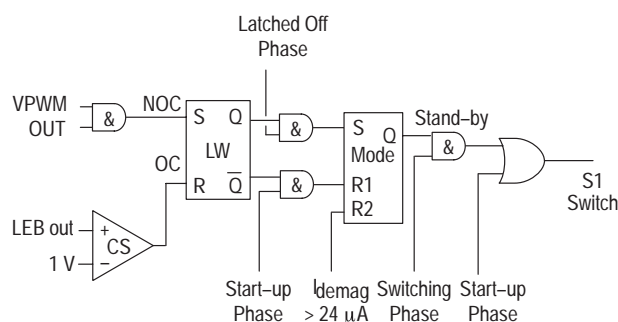 Latched Off
Phase
VPWM
OUT
&
NOC
S
Q
LW
R
Q
OC
LEB out
+
CS
1 V
–
&
&
S
Q
Mode
R1
R2
Stand–by
&
S1
Switch
Start–up
Phase
Idemag
> 24 µA
Switching
Phase
Start–up
Phase